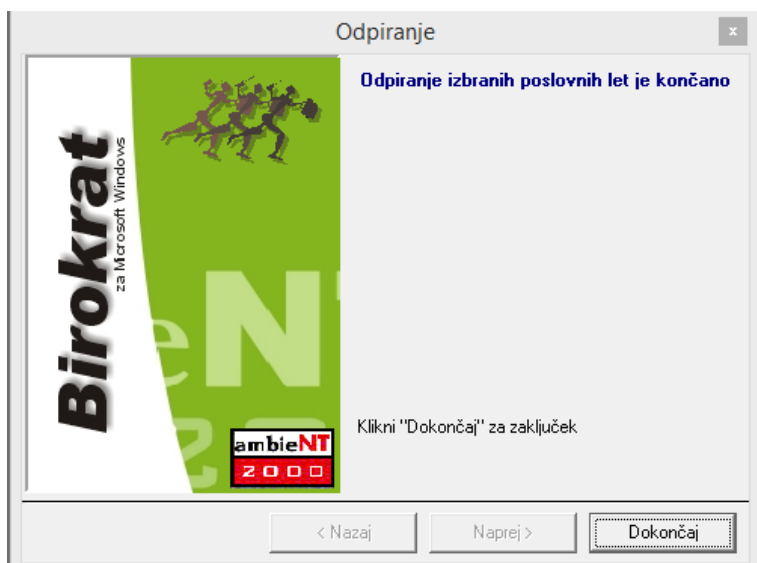 Odpiranje
x
Odpiranje izbranih poslovnih let je končano
Birokrat
za Microsoft Windows
eNT
ambieNT
2000
Klikni "Dokončaj" za zaključek
< Nazaj
Naprej >
Dokončaj